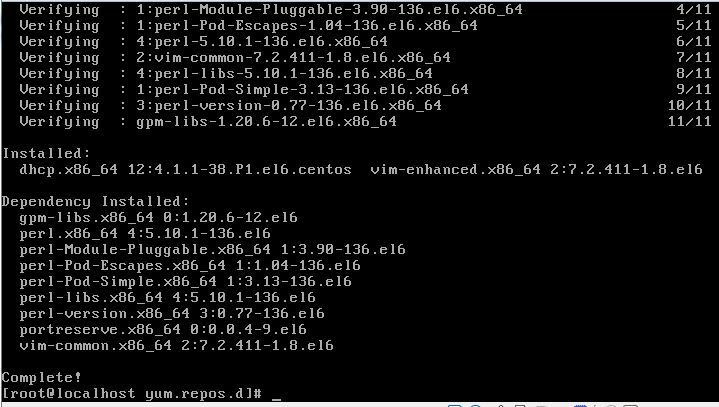 Verifying  : 1:perl-Module-Pluggable-3.90-136.el6.x86_64 4/11
Verifying  : 1:perl-Pod-Escapes-1.04-136.el6.x86_64 5/11
Verifying  : 4:perl-5.10.1-136.el6.x86_64 6/11
Verifying  : 2:vim-common-7.2.411-1.8.el6.x86_64 7/11
Verifying  : 4:perl-libs-5.10.1-136.el6.x86_64 8/11
Verifying  : 1:perl-Pod-Simple-3.13-136.el6.x86_64 9/11
Verifying  : 3:perl-version-0.77-136.el6.x86_64 10/11
Verifying  : gpm-libs-1.20.6-12.el6.x86_64 11/11
Installed:
dhcp.x86_64 12:4.1.1-38.P1.el6.centos  vim-enhanced.x86_64 2:7.2.411-1.8.el6
Dependency Installed:
gpm-libs.x86_64 0:1.20.6-12.el6
perl.x86_64 4:5.10.1-136.el6
perl-Module-Pluggable.x86_64 1:3.90-136.el6
perl-Pod-Escapes.x86_64 1:1.04-136.el6
perl-Pod-Simple.x86_64 1:3.13-136.el6
perl-libs.x86_64 4:5.10.1-136.el6
perl-version.x86_64 3:0.77-136.el6
portreserve.x86_64 0:0.0.4-9.el6
vim-common.x86_64 2:7.2.411-1.8.el6
Complete!
[root@localhost yum.repos.d]# _